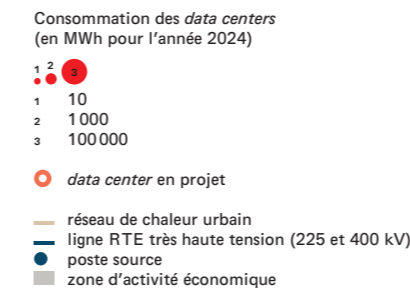 Consommation des data centers
(en MWh pour l’année 2024)
1 2 3
1 10
2 1 000
3 100 000
data center en projet
réseau de chaleur urbain
ligne RTE très haute tension (225 et 400 kV)
poste source
zone d’activité économique